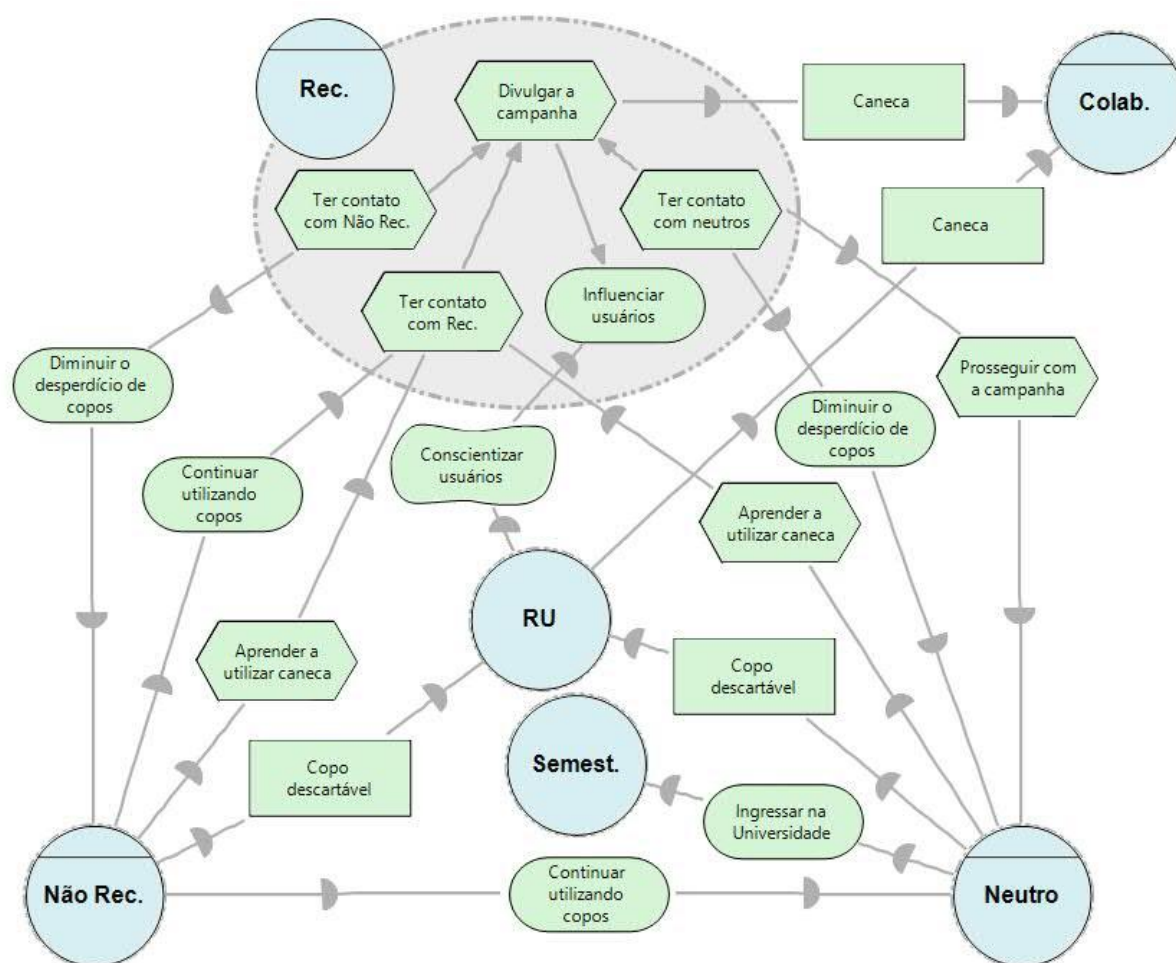 Rec.
Divulgar a
campanha
Caneca
Colab.
Ter contato
com Não Rec.
Ter contato
com neutros
Caneca
Ter contato
com Rec.
Influenciar
usuários
Diminuir o
desperdício de
copos
Prosseguir com
a campanha
Diminuir o
desperdício de
copos
Conscientizar
usuários
Continuar
utilizando
copos
Aprender a
utilizar caneca
RU
Aprender a
utilizar caneca
Copo
descartável
Copo
descartável
Semest.
Ingressar na
Universidade
Não Rec.
Continuar
utilizando
copos
Neutro